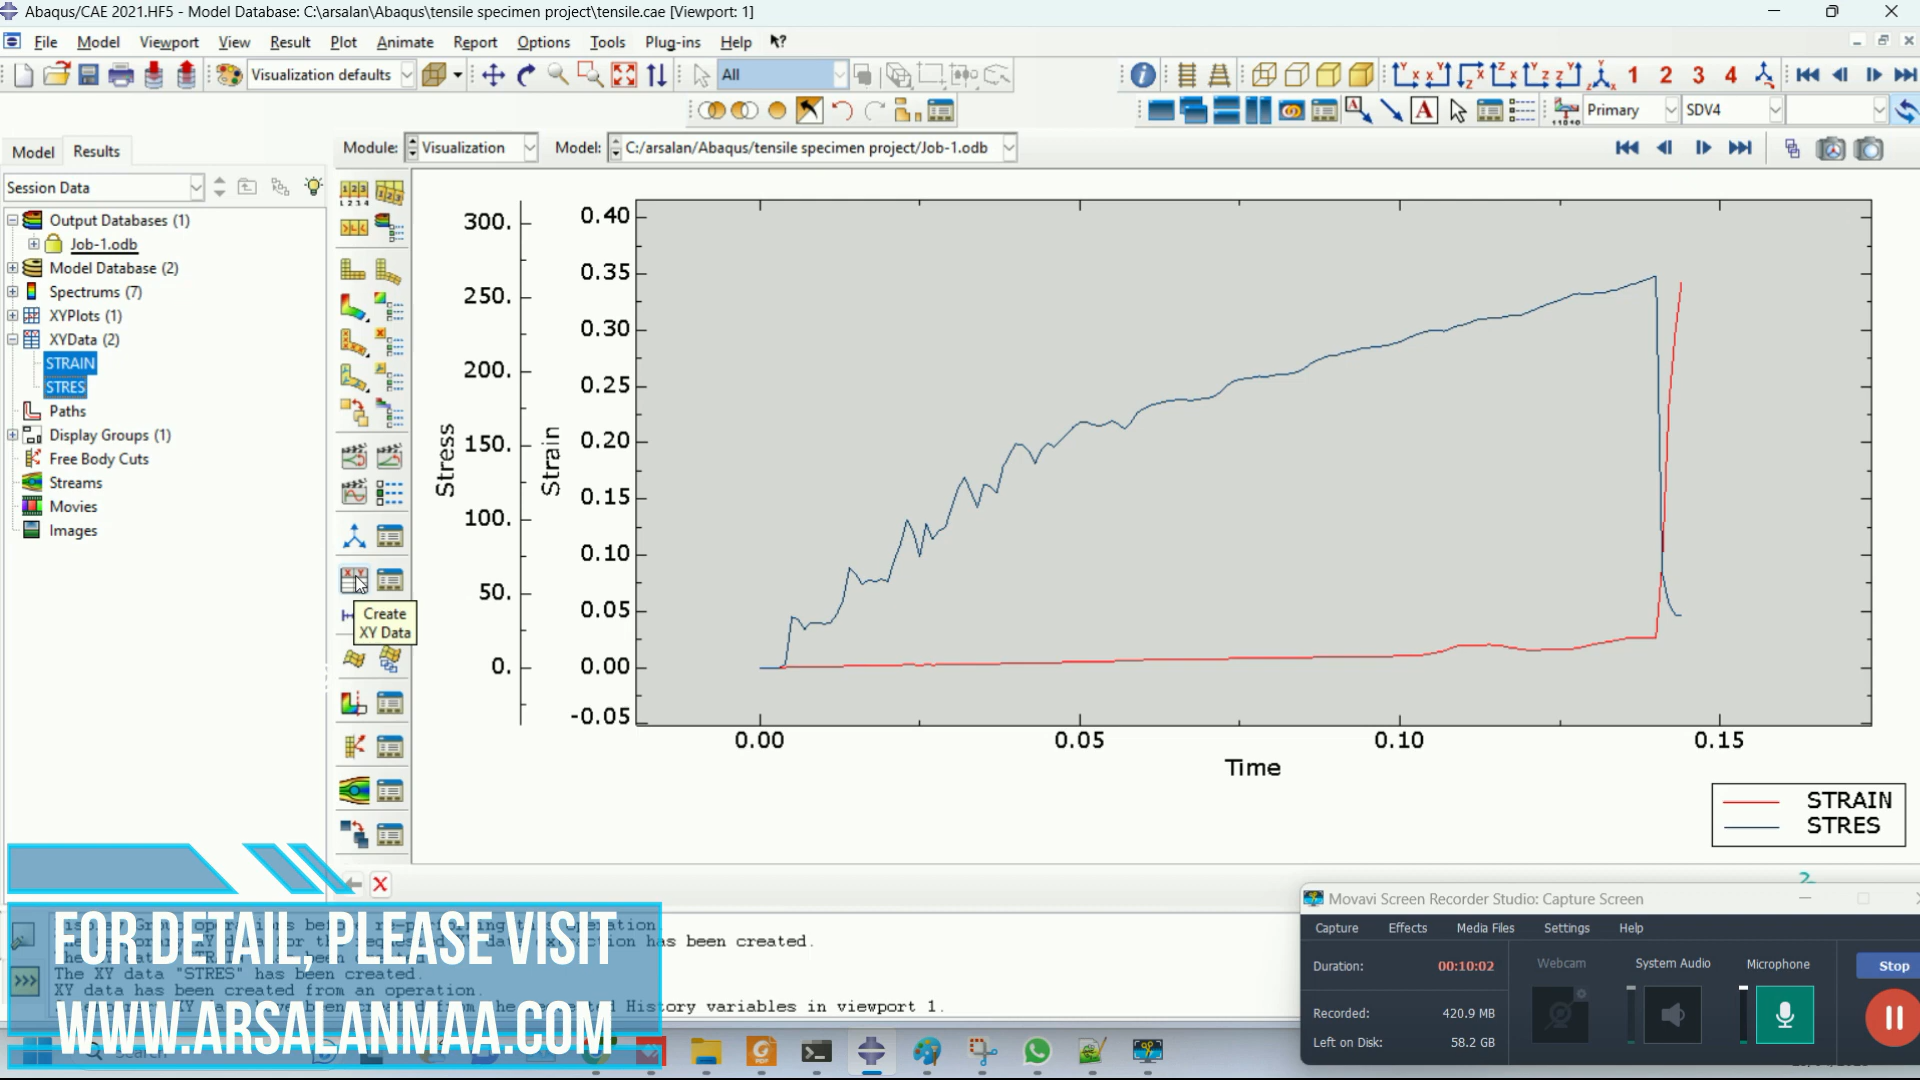 Abaqus/CAE 2021.HF5 - Model Database: C:\arsalan\Abaqus\tensile specimen project\tensile.cae [Viewport: 1]
File Model Viewport View Result Plot Animate Report Options Tools Plug-ins Help
Visualization defaults All 1 2 3 4
Primary SDV4
Model Results Module: Visualization Model: C:/arsalan/Abaqus/tensile specimen project/Job-1.odb
Session Data
Output Databases (1)
Job-1.odb
Model Database (2)
Spectrums (7)
XYPlots (1)
XYData (2)
STRAIN
STRES
Paths
Display Groups (1)
Free Body Cuts
Streams
Movies
Images
Create
XY Data
Stress
300.
250.
200.
150.
100.
50.
0.
Strain
0.40
0.35
0.30
0.25
0.20
0.15
0.10
0.05
0.00
-0.05
0.00 0.05 0.10 0.15
Time
STRAIN
STRES
FOR DETAIL, PLEASE VISIT
WWW.ARSALANMAA.COM
has been created.
The XY data "STRES" has been created.
XY data has been created from an operation.
History variables in viewport 1.
Movavi Screen Recorder Studio: Capture Screen
Capture Effects Media Files Settings Help
Duration: 00:10:02 Webcam System Audio Microphone Stop
Recorded: 420.9 MB
Left on Disk: 58.2 GB